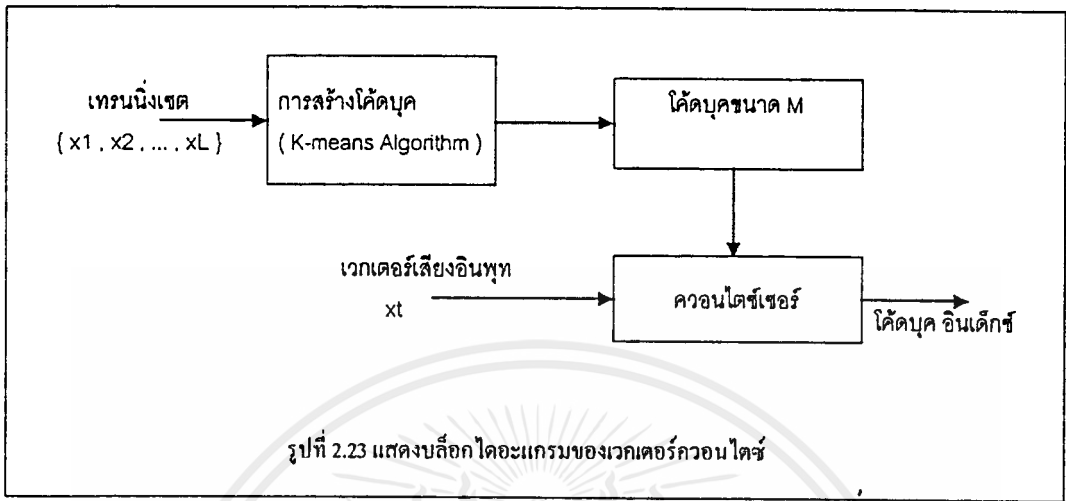 เทรนนิ่งเซต
{ x1 , x2 , ... , xL }
การสร้างโค้ดบุค
( K-means Algorithm )
โค้ดบุคขนาด M
เวกเตอร์เสียงอินพุท
xt
ควอนไตซ์เซอร์
โค้ดบุค อินเด็กซ์
รูปที่ 2.23 แสดงบล็อกไดอะแกรมของเวกเตอร์ควอนไตซ์